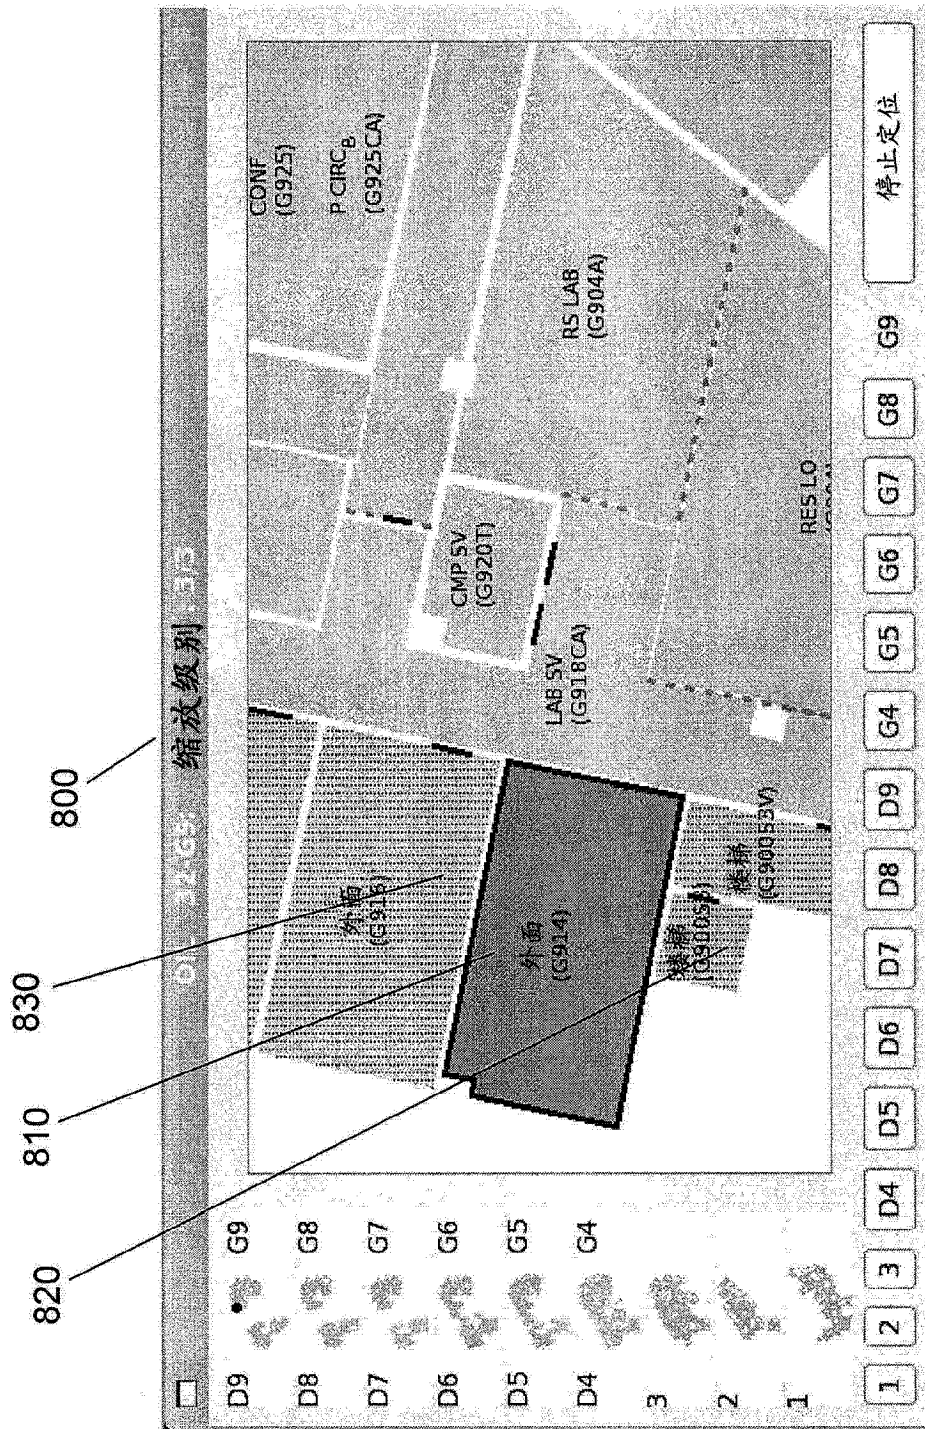 830
810
820
800
缩放级别
D9 G9
D8 G8
D7 G7
D6 G6
D5 G5
D4 G4
3
2
1
CONF
(G925)
P CIRCB
(G925CA)
外面
CMP SV
(G920T)
外面
(G914)
LAB SV
(G918CA)
RS LAB
(G904A)
楼梯
楼梯
(G900S3V)
RES LO
1 2 3 D4 D5 D6 D7 D8 D9 G4 G5 G6 G7 G8 G9 停止定位